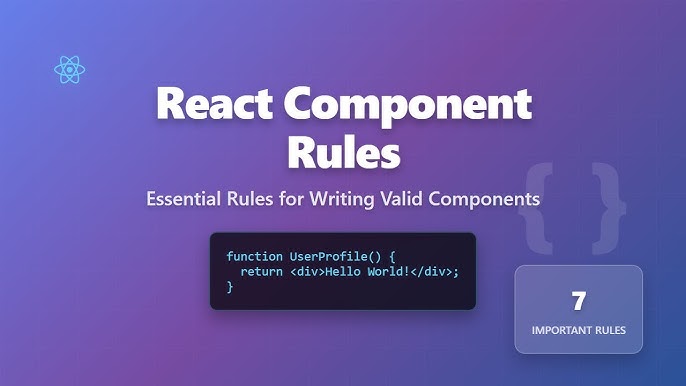 React Component
Rules
Essential Rules for Writing Valid Components
{ }
function UserProfile() {
  return <div>Hello World!</div>;
}
7
IMPORTANT RULES